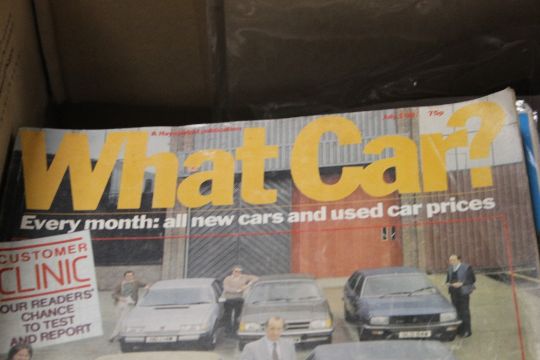 A Haymarket publication
75p
What Car?
Every month: all new cars and used car prices
CUSTOMER
CLINIC
OUR READERS'
CHANCE
TO TEST
AND REPORT